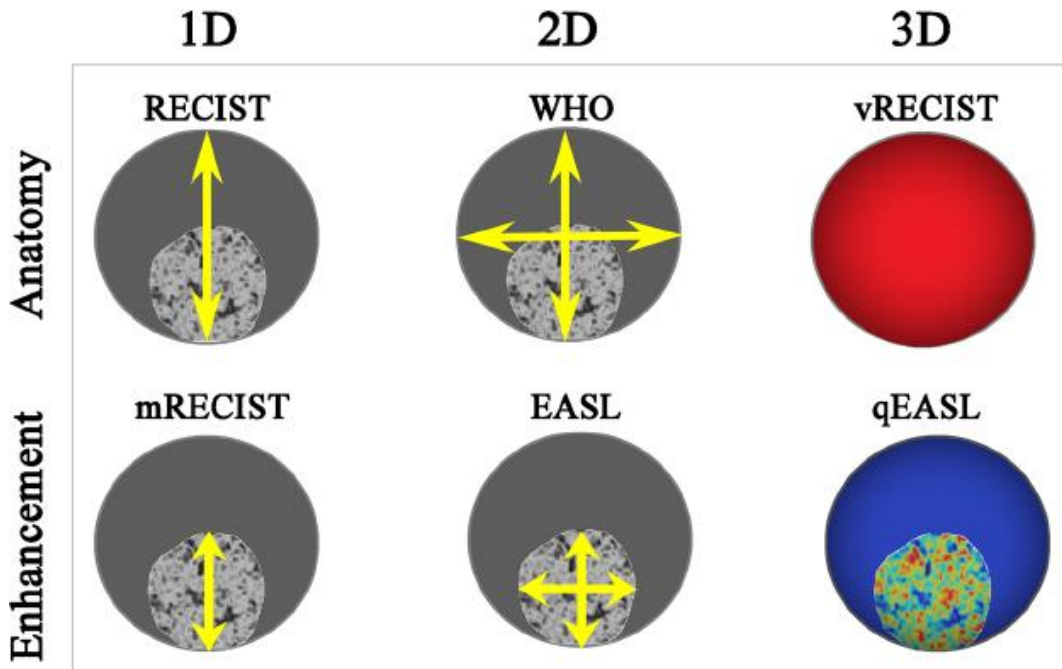 1D 2D 3D
Anatomy
RECIST WHO vRECIST
Enhancement
mRECIST EASL qEASL